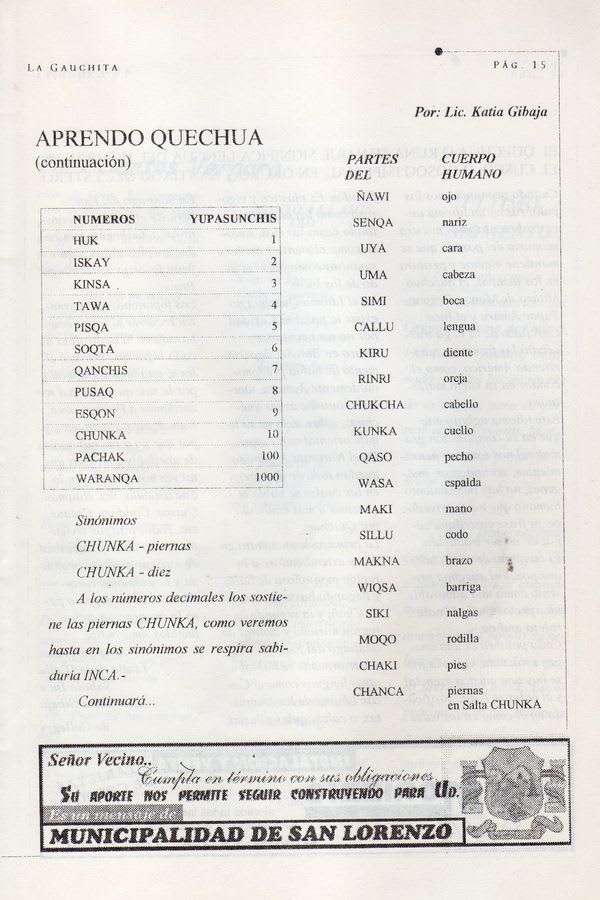 LA GAUCHITA
PÁG. 15
Por: Lic. Katia Gibaja
APRENDO QUECHUA
(continuación)
NUMEROS YUPASUNCHIS
HUK 1
ISKAY 2
KINSA 3
TAWA 4
PISQA 5
SOQTA 6
QANCHIS 7
PUSAQ 8
ESQON 9
CHUNKA 10
PACHAK 100
WARANQA 1000
Sinónimos
CHUNKA - piernas
CHUNKA - diez
A los números decimales los sostie-
ne las piernas CHUNKA, como veremos
hasta en los sinónimos se respira sabi-
duría INCA.-
Continuará...
PARTES CUERPO
DEL HUMANO
ÑAWI ojo
SENQA nariz
UYA cara
UMA cabeza
SIMI boca
CALLU lengua
KIRU diente
RINRI oreja
CHUKCHA cabello
KUNKA cuello
QASO pecho
WASA espalda
MAKI mano
SILLU codo
MAKNA brazo
WIQSA barriga
SIKI nalgas
MOQO rodilla
CHAKI pies
CHANCA piernas
en Salta CHUNKA
Señor Vecino..
Cumpla en término con sus obligaciones
SU APORTE NOS PERMITE SEGUIR CONSTRUYENDO PARA UD.
Es un mensaje de
MUNICIPALIDAD DE SAN LORENZO